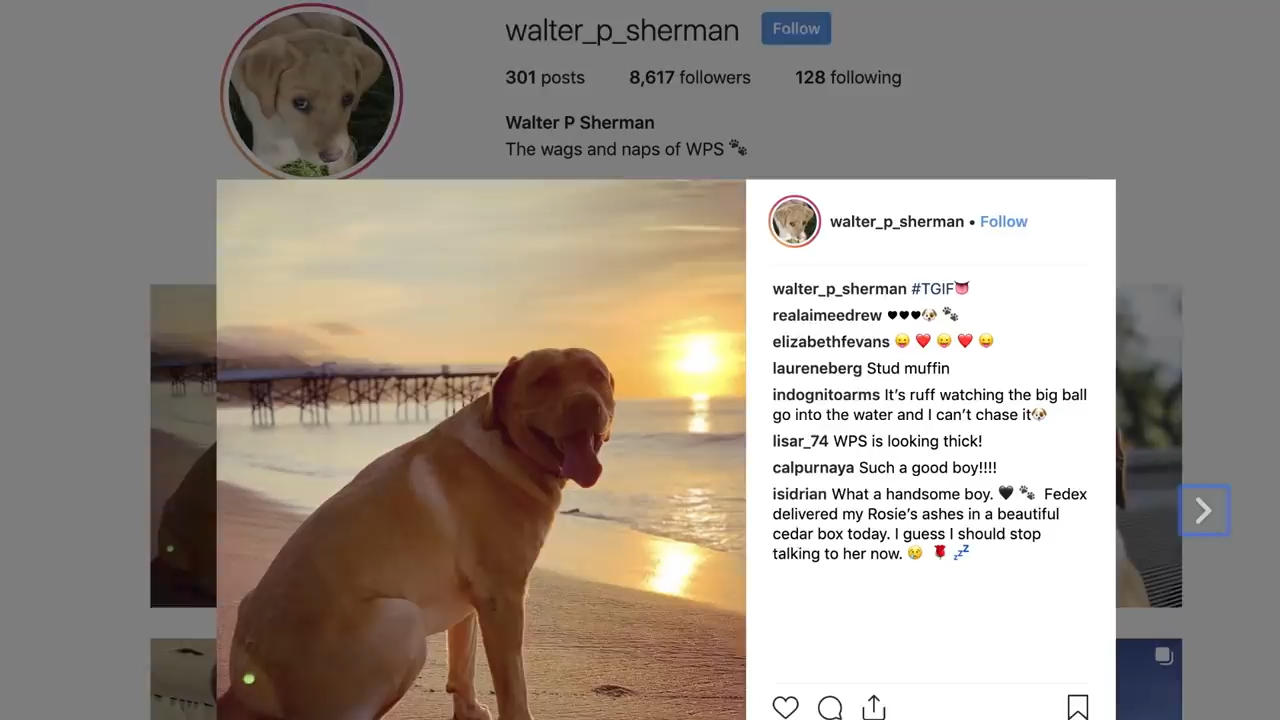 walter_p_sherman Follow
301 posts 8,617 followers 128 following
Walter P Sherman
The wags and naps of WPS 🐾
walter_p_sherman • Follow
walter_p_sherman #TGIF👅
realaimeedrew ♥♥♥🐶 🐾
elizabethfevans 😛 ❤️ 😛 ❤️ 😛
laureneberg Stud muffin
indognitoarms It’s ruff watching the big ball
go into the water and I can’t chase it🐶
lisar_74 WPS is looking thick!
calpurnaya Such a good boy!!!!
isidrian What a handsome boy. 🖤 🐾 Fedex
delivered my Rosie’s ashes in a beautiful
cedar box today. I guess I should stop
talking to her now. 😢 🌹 💤